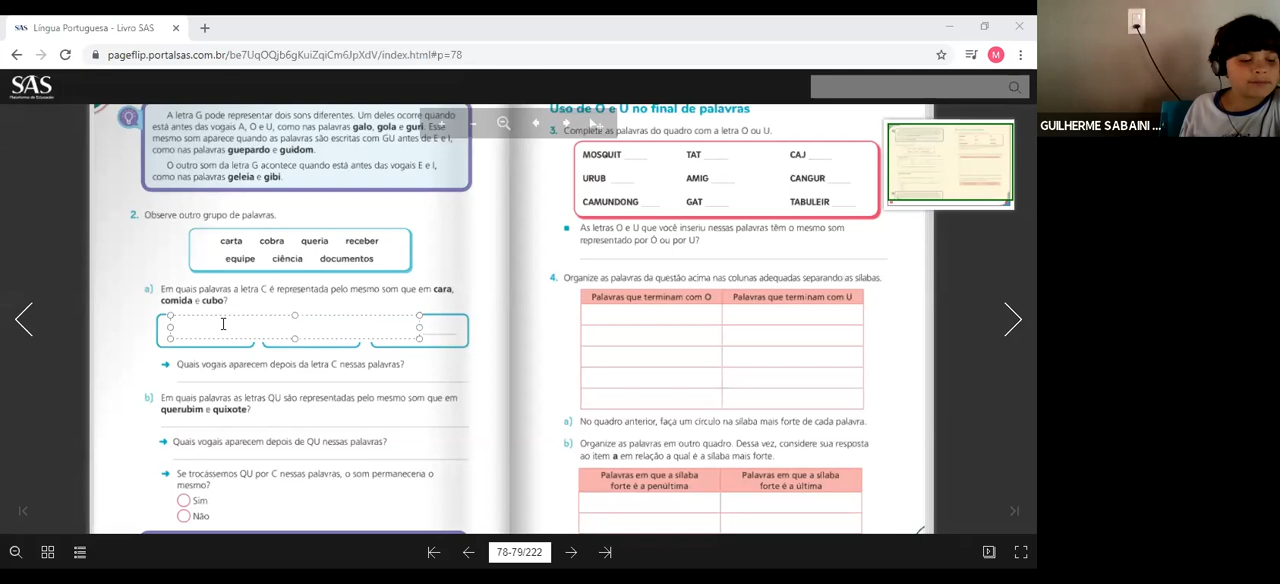 Língua Portuguesa - Livro SAS
pageflip.portalsas.com.br/be7UqOQjb6gKuiZqiCm6JpXdV/index.html#p=78
M
SAS
A letra G pode representar dois sons diferentes. Um deles ocorre quando
está antes das vogais A, O e U, como nas palavras galo, gola e guri. Esse
mesmo som aparece quando as palavras são escritas com GU antes de E e I,
como nas palavras guepardo e guidom.
O outro som da letra G acontece quando está antes das vogais E e I,
como nas palavras geleia e gibi.
2. Observe outro grupo de palavras.
carta cobra queria receber
equipe ciência documentos
a) Em quais palavras a letra C é representada pelo mesmo som que em cara,
comida e cubo?
Quais vogais aparecem depois da letra C nessas palavras?
b) Em quais palavras as letras QU são representadas pelo mesmo som que em
querubim e quixote?
Quais vogais aparecem depois de QU nessas palavras?
Se trocássemos QU por C nessas palavras, o som permaneceria o
mesmo?
Sim
Não
Uso de O e U no final de palavras
3. Complete as palavras do quadro com a letra O ou U.
MOSQUIT ____ TAT ____ CAJ ____
URUB ____ AMIG ____ CANGUR ____
CAMUNDONG ____ GAT ____ TABULEIR ____
As letras O e U que você inseriu nessas palavras têm o mesmo som
representado por O ou por U?
4. Organize as palavras da questão acima nas colunas adequadas separando as sílabas.
Palavras que terminam com O Palavras que terminam com U
a) No quadro anterior, faça um círculo na sílaba mais forte de cada palavra.
b) Organize as palavras em outro quadro. Dessa vez, considere sua resposta
ao item a em relação a qual é a sílaba mais forte.
Palavras em que a sílaba
forte é a penúltima
Palavras em que a sílaba
forte é a última
78-79/222
GUILHERME SABAINI ...